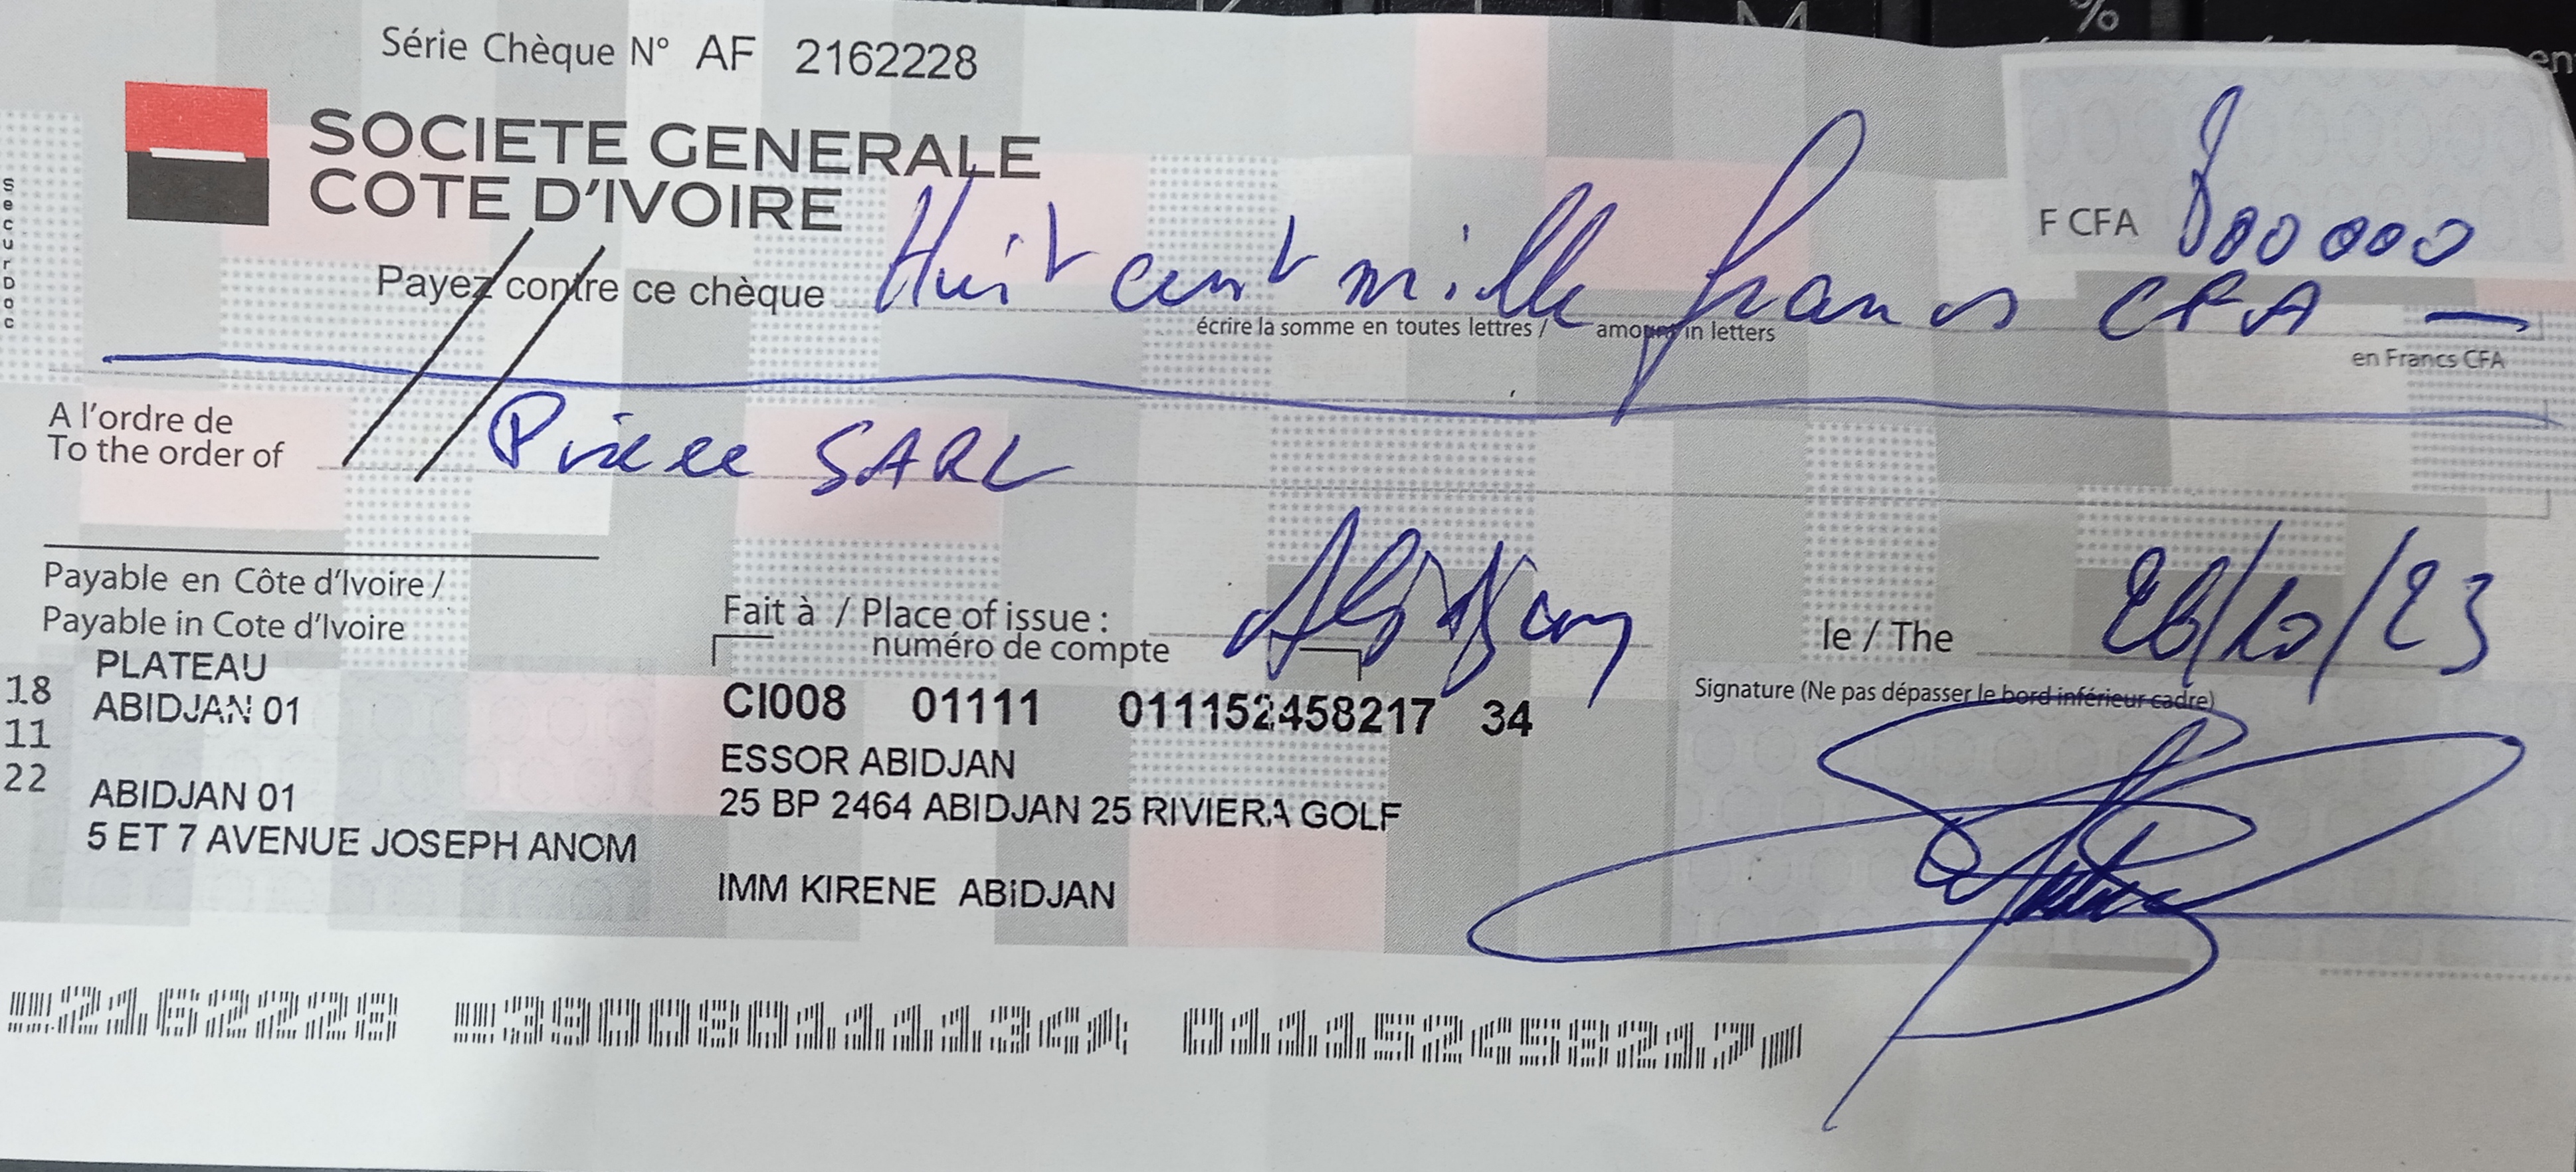 Série Chèque N° AF 2162228
SOCIETE GENERALE
COTE D'IVOIRE
F CFA 800 000
Payez contre ce chèque Huit cent mille francs CFA —
écrire la somme en toutes lettres / amount in letters
en Francs CFA
A l'ordre de
To the order of
SARL
Payable en Côte d'Ivoire /
Payable in Cote d'Ivoire
Fait à / Place of issue : Abidjan
le / The 26/10/23
numéro de compte
Signature (Ne pas dépasser le bord inférieur cadre)
PLATEAU
ABIDJAN 01
ABIDJAN 01
5 ET 7 AVENUE JOSEPH ANOM
CI008 01111 011152458217 34
ESSOR ABIDJAN
25 BP 2464 ABIDJAN 25 RIVIERA GOLF
IMM KIRENE ABIDJAN
18
11
22
SecurDoc
2162228 390080111134 011152458217
M
%